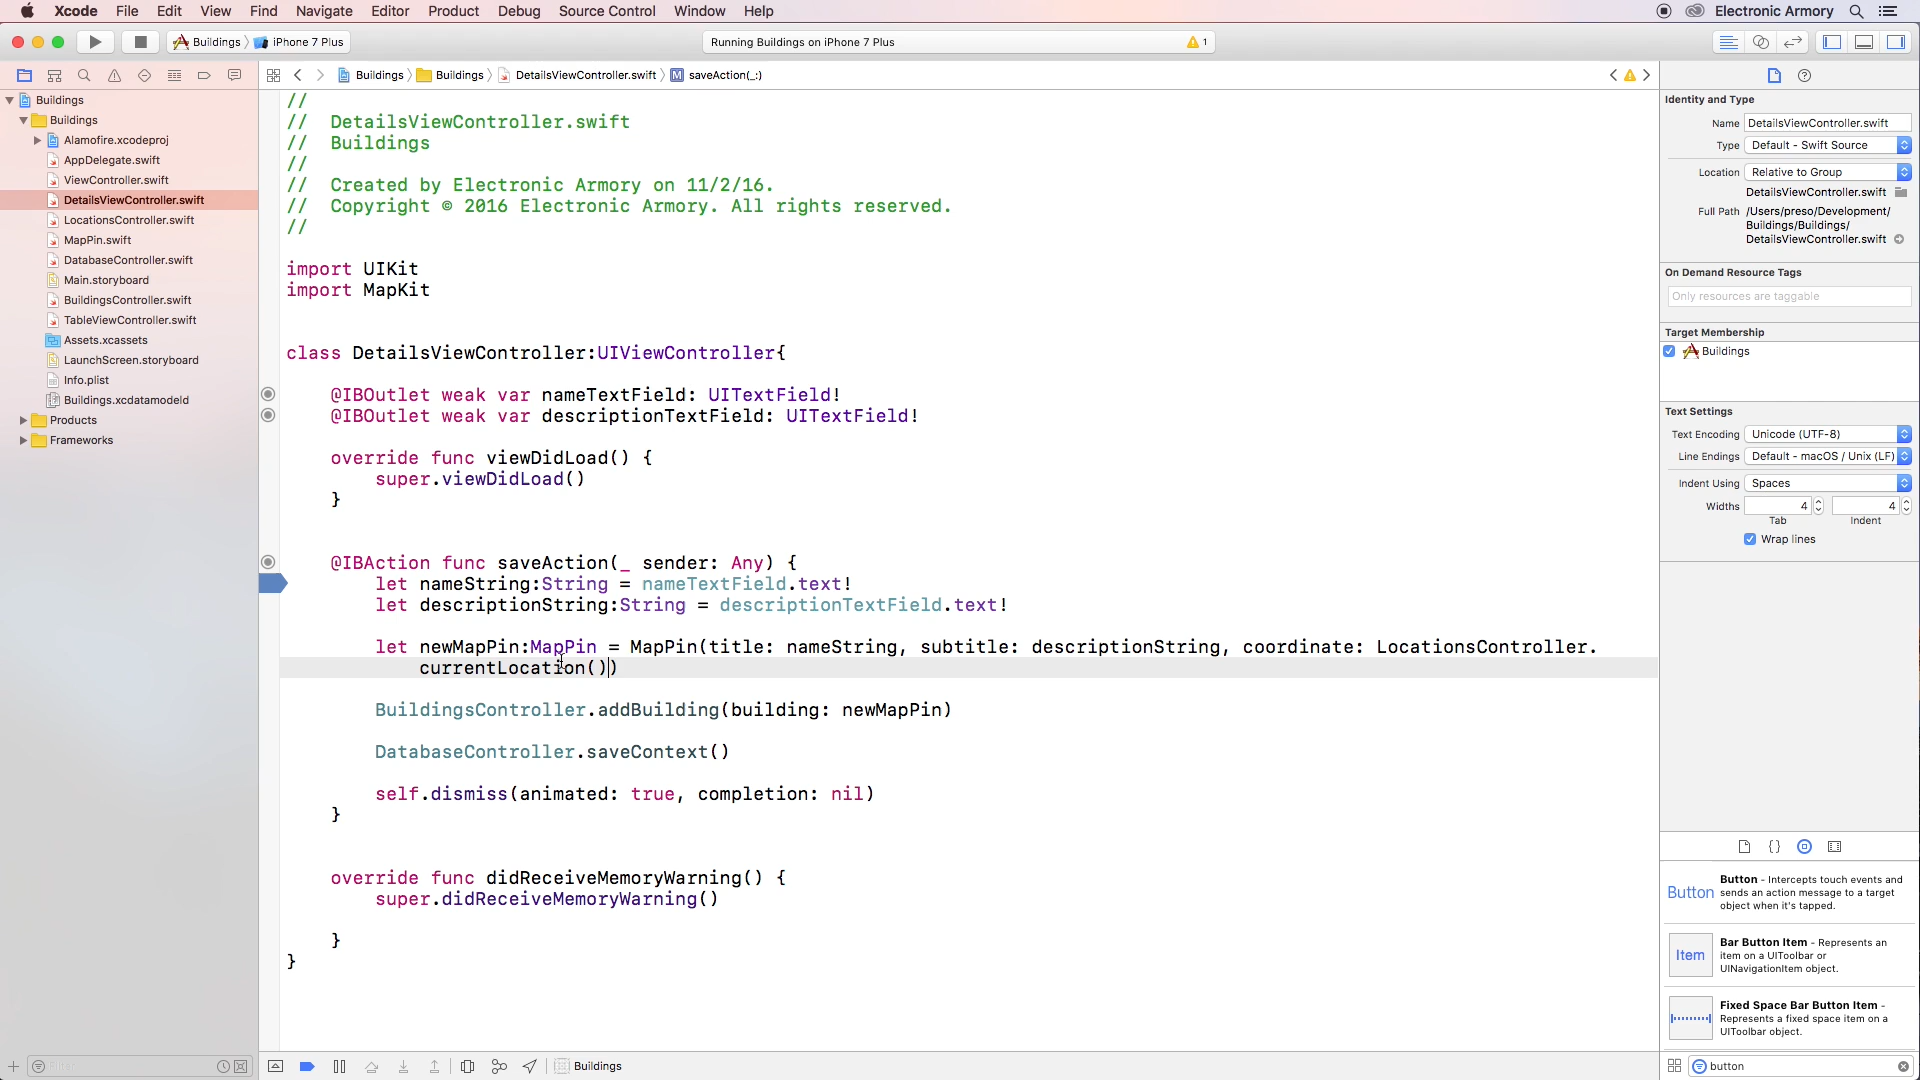 Xcode File Edit View Find Navigate Editor Product Debug Source Control Window Help Electronic Armory
Buildings iPhone 7 Plus Running Buildings on iPhone 7 Plus 1
Buildings Buildings DetailsViewController.swift M saveAction(_:)
Buildings
Buildings
Alamofire.xcodeproj
AppDelegate.swift
ViewController.swift
DetailsViewController.swift
LocationsController.swift
MapPin.swift
DatabaseController.swift
Main.storyboard
BuildingsController.swift
TableViewController.swift
Assets.xcassets
LaunchScreen.storyboard
Info.plist
Buildings.xcdatamodeld
Products
Frameworks
//
// DetailsViewController.swift
// Buildings
//
// Created by Electronic Armory on 11/2/16.
// Copyright © 2016 Electronic Armory. All rights reserved.
//
import UIKit
import MapKit
class DetailsViewController:UIViewController{
@IBOutlet weak var nameTextField: UITextField!
@IBOutlet weak var descriptionTextField: UITextField!
override func viewDidLoad() {
super.viewDidLoad()
}
@IBAction func saveAction(_ sender: Any) {
let nameString:String = nameTextField.text!
let descriptionString:String = descriptionTextField.text!
let newMapPin:MapPin = MapPin(title: nameString, subtitle: descriptionString, coordinate: LocationsController.
currentLocation())
BuildingsController.addBuilding(building: newMapPin)
DatabaseController.saveContext()
self.dismiss(animated: true, completion: nil)
}
override func didReceiveMemoryWarning() {
super.didReceiveMemoryWarning()
}
}
Buildings
Identity and Type
Name DetailsViewController.swift
Type Default - Swift Source
Location Relative to Group
DetailsViewController.swift
Full Path /Users/preso/Development/
Buildings/Buildings/
DetailsViewController.swift
On Demand Resource Tags
Only resources are taggable
Target Membership
Buildings
Text Settings
Text Encoding Unicode (UTF-8)
Line Endings Default - macOS / Unix (LF)
Indent Using Spaces
Widths 4 4
Tab Indent
Wrap lines
{}
Button Button - Intercepts touch events and
sends an action message to a target
object when it's tapped.
Item Bar Button Item - Represents an
item on a UIToolbar or
UINavigationItem object.
Fixed Space Bar Button Item -
Represents a fixed space item on a
UIToolbar object.
button